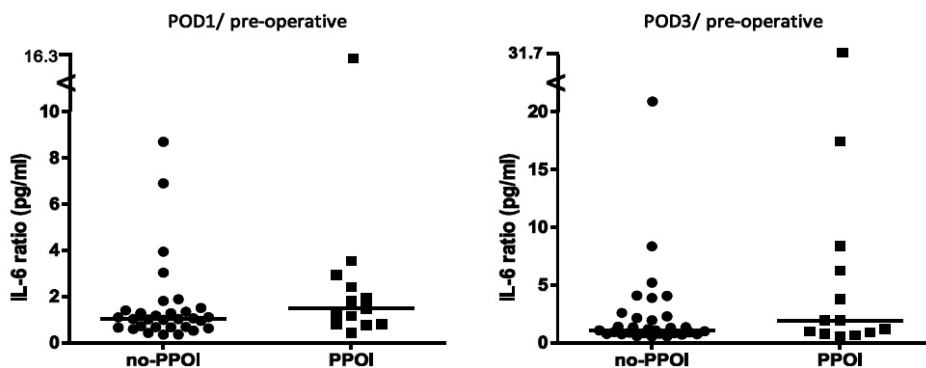 POD1/ pre-operative
16.3
10
8
6
4
2
0
IL-6 ratio (pg/ml)
no-PPOI
PPOI
POD3/ pre-operative
31.7
20
15
10
5
0
IL-6 ratio (pg/ml)
no-PPOI
PPOI